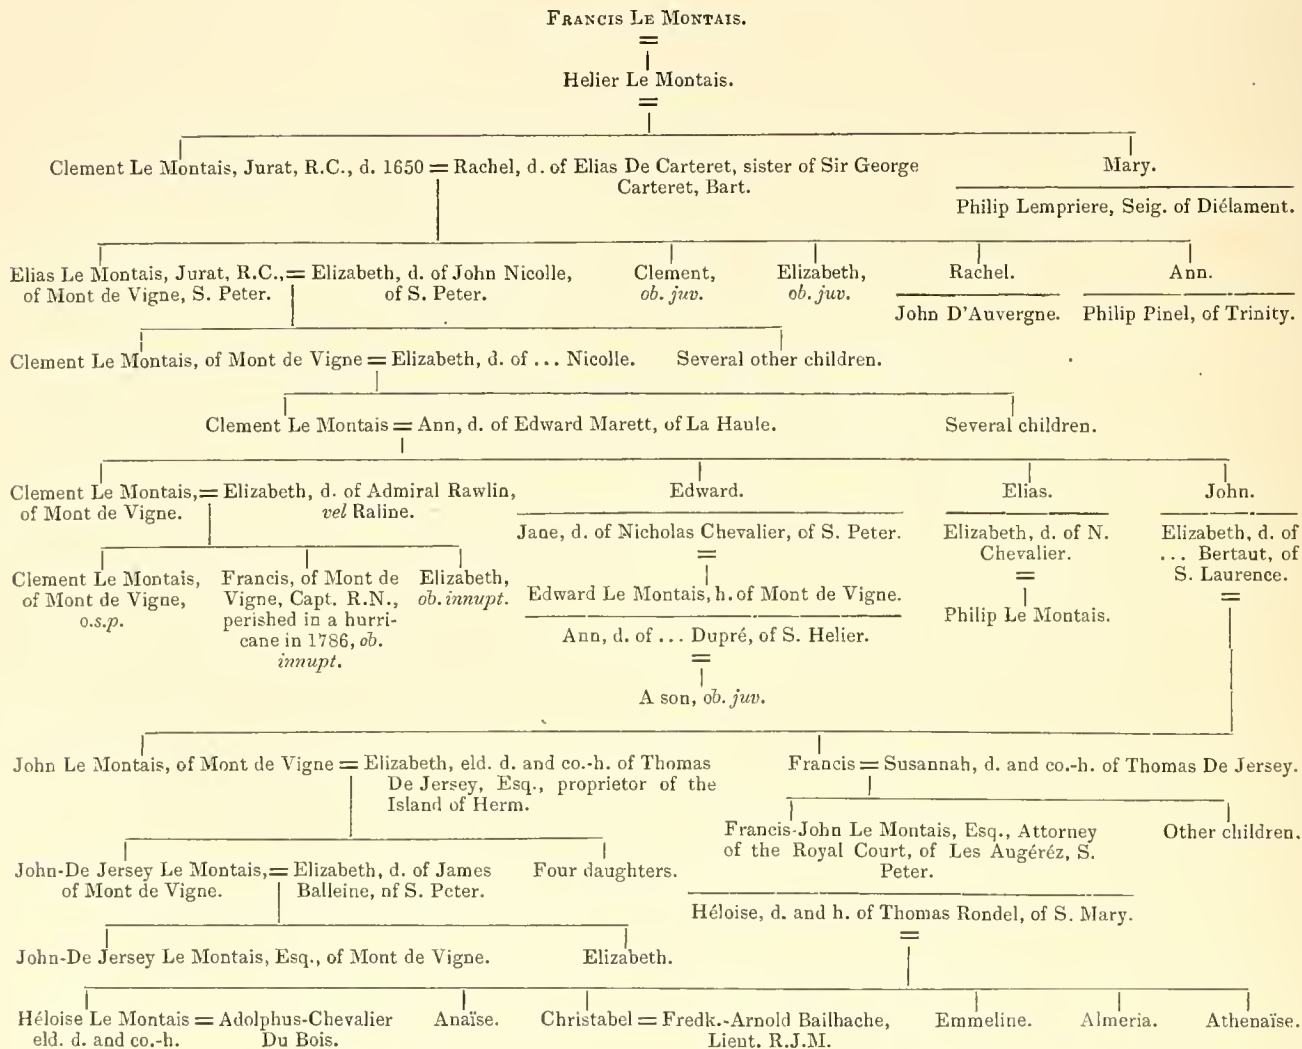 FRANCIS LE MONTAIS.
=
Helier Le Montais.
=
Clement Le Montais, Jurat, R.C., d. 1650 = Rachel, d. of Elias De Carteret, sister of Sir George
Carteret, Bart.
Mary.
Philip Lempriere, Seig. of Diélament.
Elias Le Montais, Jurat, R.C., = Elizabeth, d. of John Nicolle,
of Mont de Vigne, S. Peter. of S. Peter.
Clement,
ob. juv.
Elizabeth,
ob. juv.
Rachel.
John D'Auvergne.
Ann.
Philip Pinel, of Trinity.
Clement Le Montais, of Mont de Vigne = Elizabeth, d. of ... Nicolle.
Several other children.
Clement Le Montais = Ann, d. of Edward Marett, of La Haule.
Several children.
Clement Le Montais, = Elizabeth, d. of Admiral Rawlin,
of Mont de Vigne. vel Raline.
Edward.
Jane, d. of Nicholas Chevalier, of S. Peter.
=
Elias.
Elizabeth, d. of N.
Chevalier.
=
John.
Elizabeth, d. of
... Bertaut, of
S. Laurence.
=
Clement Le Montais,
of Mont de Vigne,
o.s.p.
Francis, of Mont de
Vigne, Capt. R.N.,
perished in a hurri-
cane in 1786, ob.
innupt.
Elizabeth,
ob. innupt.
Edward Le Montais, h. of Mont de Vigne.
Ann, d. of ... Dupré, of S. Helier.
=
A son, ob. juv.
Philip Le Montais.
John Le Montais, of Mont de Vigne = Elizabeth, eld. d. and co.-h. of Thomas
De Jersey, Esq., proprietor of the
Island of Herm.
Francis = Susannah, d. and co.-h. of Thomas De Jersey.
John-De Jersey Le Montais, = Elizabeth, d. of James
of Mont de Vigne. Balleine, of S. Peter.
Four daughters.
Francis-John Le Montais, Esq., Attorney
of the Royal Court, of Les Augéréz, S.
Peter.
Héloise, d. and h. of Thomas Rondel, of S. Mary.
=
Other children.
John-De Jersey Le Montais, Esq., of Mont de Vigne.
Elizabeth.
Héloise Le Montais = Adolphus-Chevalier
eld. d. and co.-h. Du Bois.
Anaïse.
Christabel = Fredk.-Arnold Bailhache,
Lieut. R.J.M.
Emmeline.
Almeria.
Athenaïse.